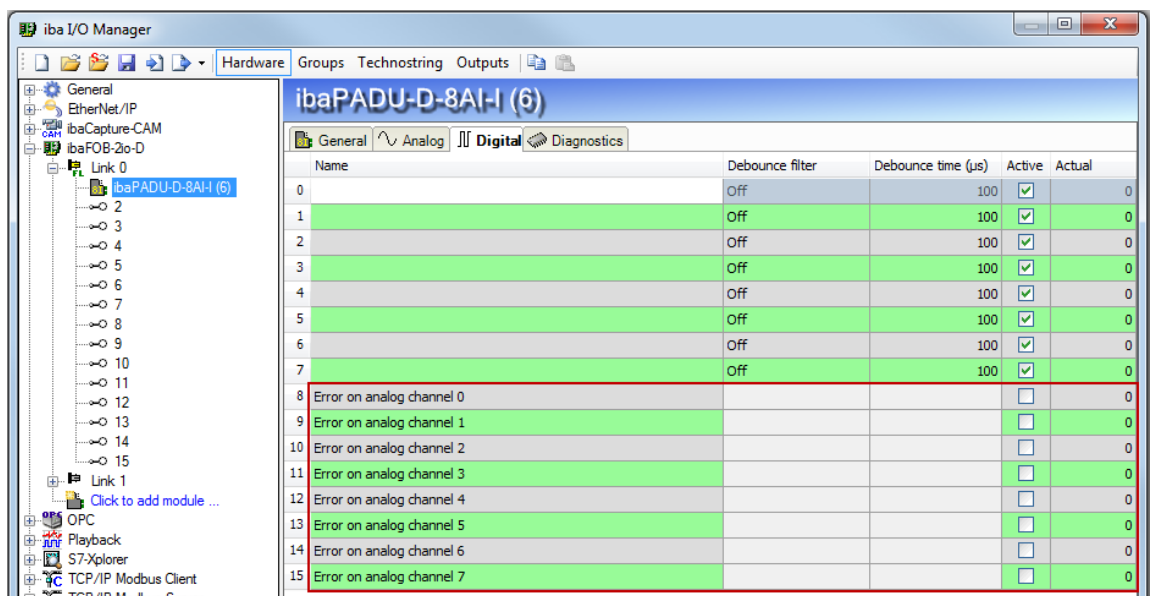 iba I/O Manager
Hardware Groups Technostring Outputs
General
EtherNet/IP
ibaCapture-CAM
ibaFOB-2io-D
Link 0
ibaPADU-D-8AI-I (6)
2
3
4
5
6
7
8
9
10
11
12
13
14
15
Link 1
Click to add module ...
OPC
Playback
S7-Xplorer
TCP/IP Modbus Client
ibaPADU-D-8AI-I (6)
General Analog Digital Diagnostics
Name Debounce filter Debounce time (µs) Active Actual
0 Off 100 0
1 Off 100 0
2 Off 100 0
3 Off 100 0
4 Off 100 0
5 Off 100 0
6 Off 100 0
7 Off 100 0
8 Error on analog channel 0 0
9 Error on analog channel 1 0
10 Error on analog channel 2 0
11 Error on analog channel 3 0
12 Error on analog channel 4 0
13 Error on analog channel 5 0
14 Error on analog channel 6 0
15 Error on analog channel 7 0